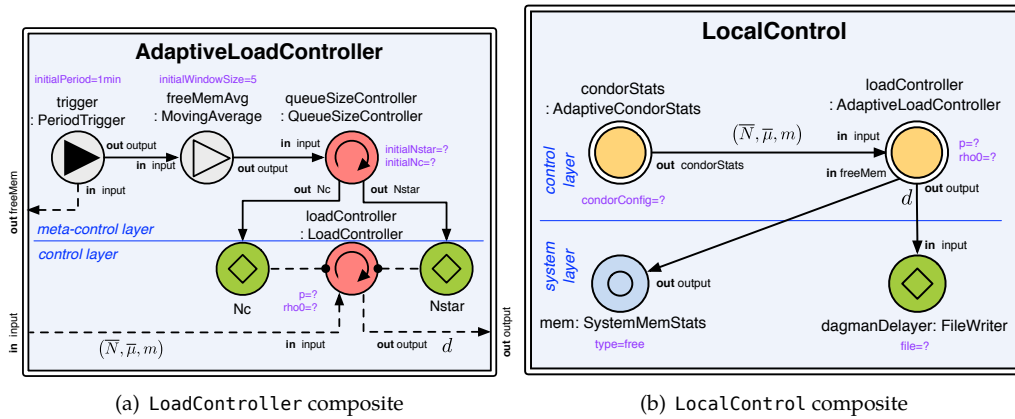 AdaptiveLoadController
initialPeriod=1min
initialWindowSize=5
trigger
: PeriodTrigger
freeMemAvg
: MovingAverage
queueSizeController
: QueueSizeController
out output
in input
out output
in input
in input
initialNstar=?
initialNc=?
out Nc
out Nstar
out freeMem
meta-control layer
control layer
loadController
: LoadController
Nc
p=?
rho0=?
Nstar
in input
(N̅, μ̅, m)
in input
out output
d
out output
(a) LoadController composite
LocalControl
condorStats
: AdaptiveCondorStats
loadController
: AdaptiveLoadController
(N̅, μ̅, m)
in input
out condorStats
in freeMem
p=?
rho0=?
out output
d
condorConfig=?
control
layer
system
layer
in input
out output
mem: SystemMemStats
type=free
dagmanDelayer: FileWriter
file=?
(b) LocalControl composite